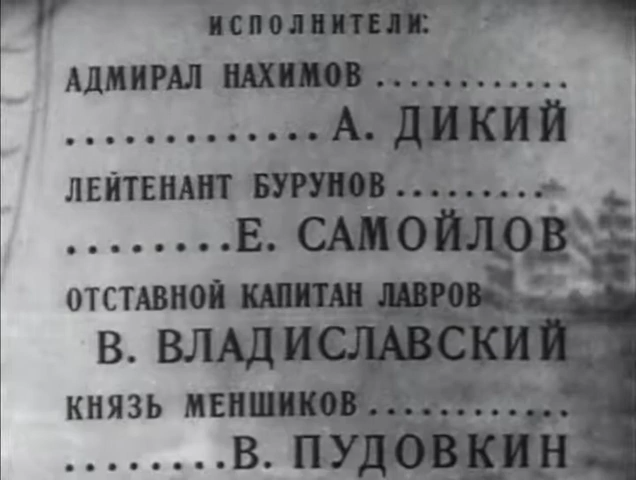 ИСПОЛНИТЕЛИ:
АДМИРАЛ НАХИМОВ ............
.............А. ДИКИЙ
ЛЕЙТЕНАНТ БУРУНОВ .........
........Е. САМОЙЛОВ
ОТСТАВНОЙ КАПИТАН ЛАВРОВ
В. ВЛАДИСЛАВСКИЙ
КНЯЗЬ МЕНШИКОВ ............
........В. ПУДОВКИН